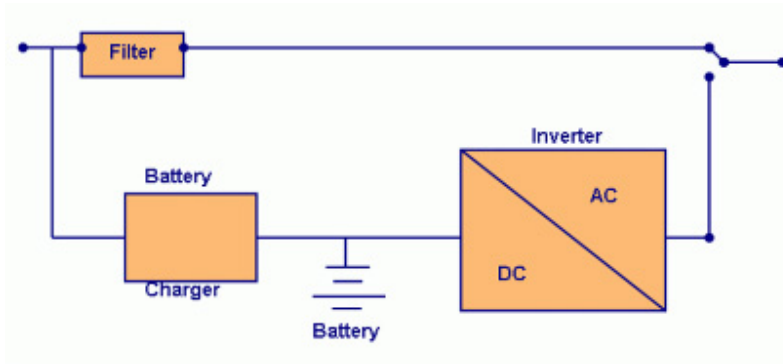 Filter
Inverter
Battery
AC
DC
Charger
Battery